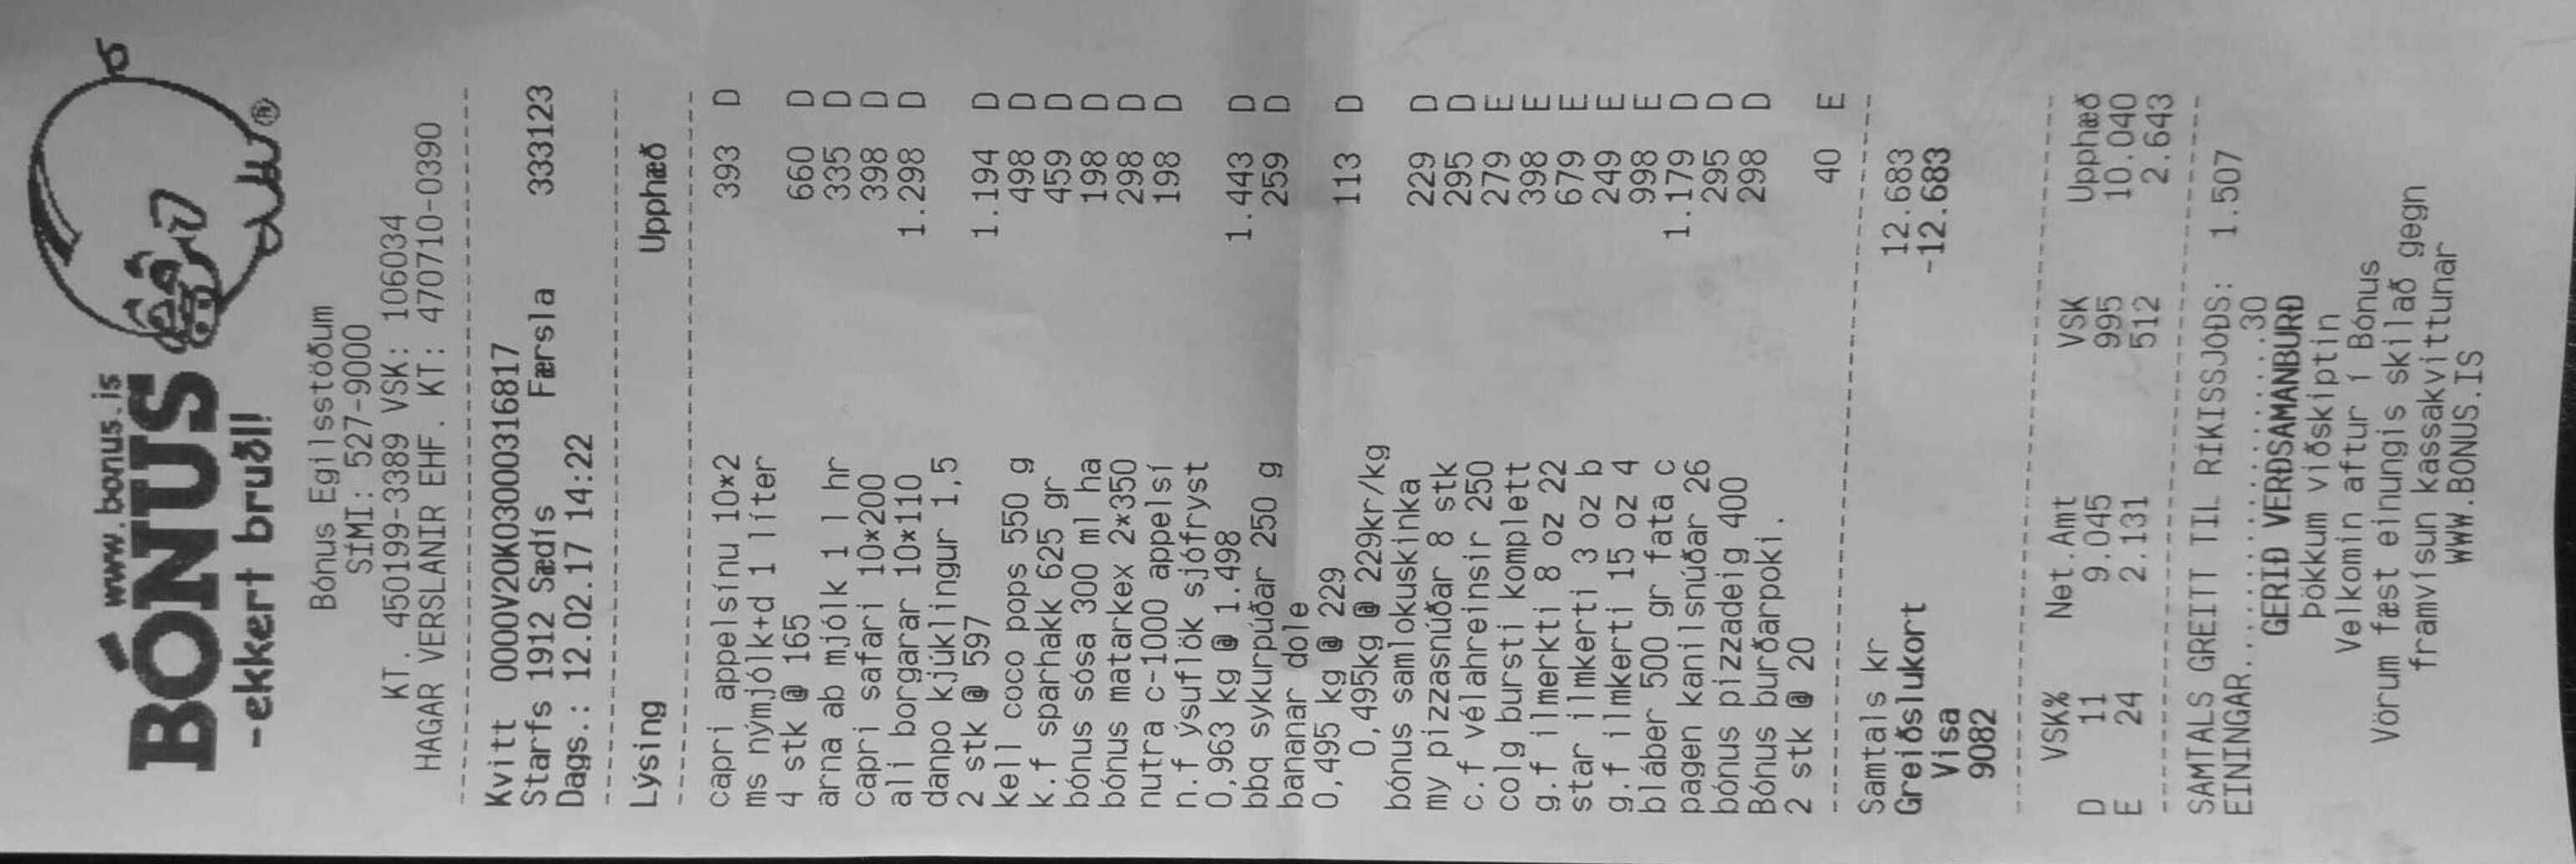 www.bonus.is
BÓNUS
®
-ekkert bruðl!
Bónus Egilsstöðum
SÍMI: 527-9000
KT. 450199-3389 VSK: 106034
HAGAR VERSLANIR EHF. KT: 470710-0390
Kvitt 0000V20K0300031​6817
Starfs 1912 Sædís Færsla 333123
Dags.: 12.02.17 14:22
Lýsing Upphæð
capri appelsínu 10*2 393 D
ms nýmjólk+d 1 líter
4 stk @ 165 660 D
arna ab mjólk 1 l hr 335 D
capri safari 10*200 398 D
ali borgarar 10*110 1.298 D
danpo kjúklingur 1,5
2 stk @ 597 1.194 D
kell coco pops 550 g 498 D
k.f sparhakk 625 gr 459 D
bónus sósa 300 ml ha 198 D
bónus matarkex 2*350 298 D
nutra c-1000 appelsí 198 D
n.f ýsuflök sjófryst
0,963 kg @ 1.498 1.443 D
bbq sykurpúðar 250 g 259 D
bananar dole
0,495 kg @ 229 113 D
0,495kg @ 229kr/kg
bónus samlokuskinka 229 D
my pizzasnúðar 8 stk 295 D
c.f vélahreinsir 250 279 E
colg bursti komplett 398 E
g.f ilmerkti 8 oz 22 679 E
star ilmkerti 3 oz b 249 E
g.f ilmkerti 15 oz 4 998 E
bláber 500 gr fata c 1.179 D
pagen kanilsnúðar 26 295 D
bónus pizzadeig 400 298 D
Bónus burðarpoki.
2 stk @ 20 40 E
Samtals kr 12.683
Greiðslukort -12.683
Visa
9082
VSK% Net.Amt VSK Upphæð
D 11 9.045 995 10.040
E 24 2.131 512 2.643
SAMTALS GREITT TIL RÍKISSJOÐS: 1.507
EININGAR.......................30
GERIÐ VERÐSAMANBURÐ
Þökkum viðskiptin
Velkomin aftur í Bónus
Vörum fæst einungis skilað gegn
framvísun kassakvittunar
WWW.BONUS.IS